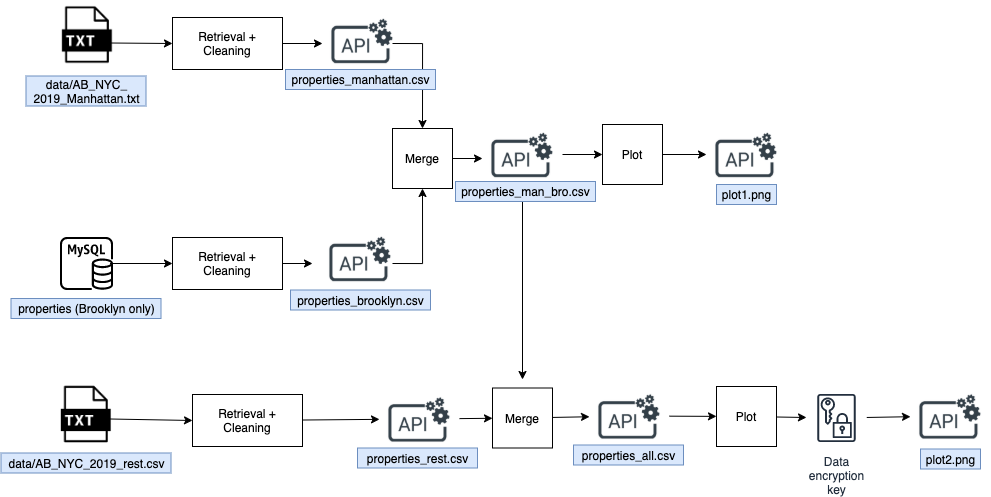 TXT
data/AB_NYC_
2019_Manhattan.txt
Retrieval +
Cleaning
API
properties_manhattan.csv
Merge
API
properties_man_bro.csv
Plot
API
plot1.png
MySQL
properties (Brooklyn only)
Retrieval +
Cleaning
API
properties_brooklyn.csv
TXT
data/AB_NYC_2019_rest.csv
Retrieval +
Cleaning
API
properties_rest.csv
Merge
API
properties_all.csv
Plot
Data
encryption
key
API
plot2.png